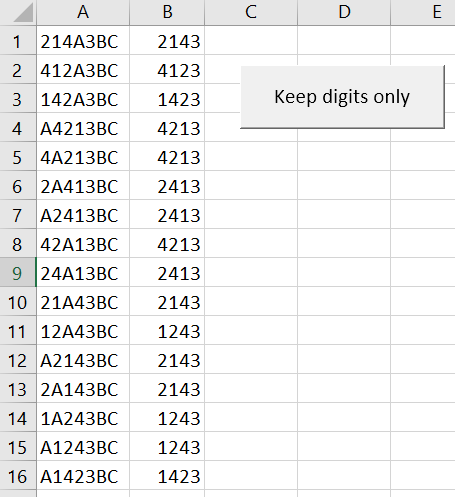 A B C D E
1 214A3BC 2143
2 412A3BC 4123
Keep digits only
3 142A3BC 1423
4 A4213BC 4213
5 4A213BC 4213
6 2A413BC 2413
7 A2413BC 2413
8 42A13BC 4213
9 24A13BC 2413
10 21A43BC 2143
11 12A43BC 1243
12 A2143BC 2143
13 2A143BC 2143
14 1A243BC 1243
15 A1243BC 1243
16 A1423BC 1423